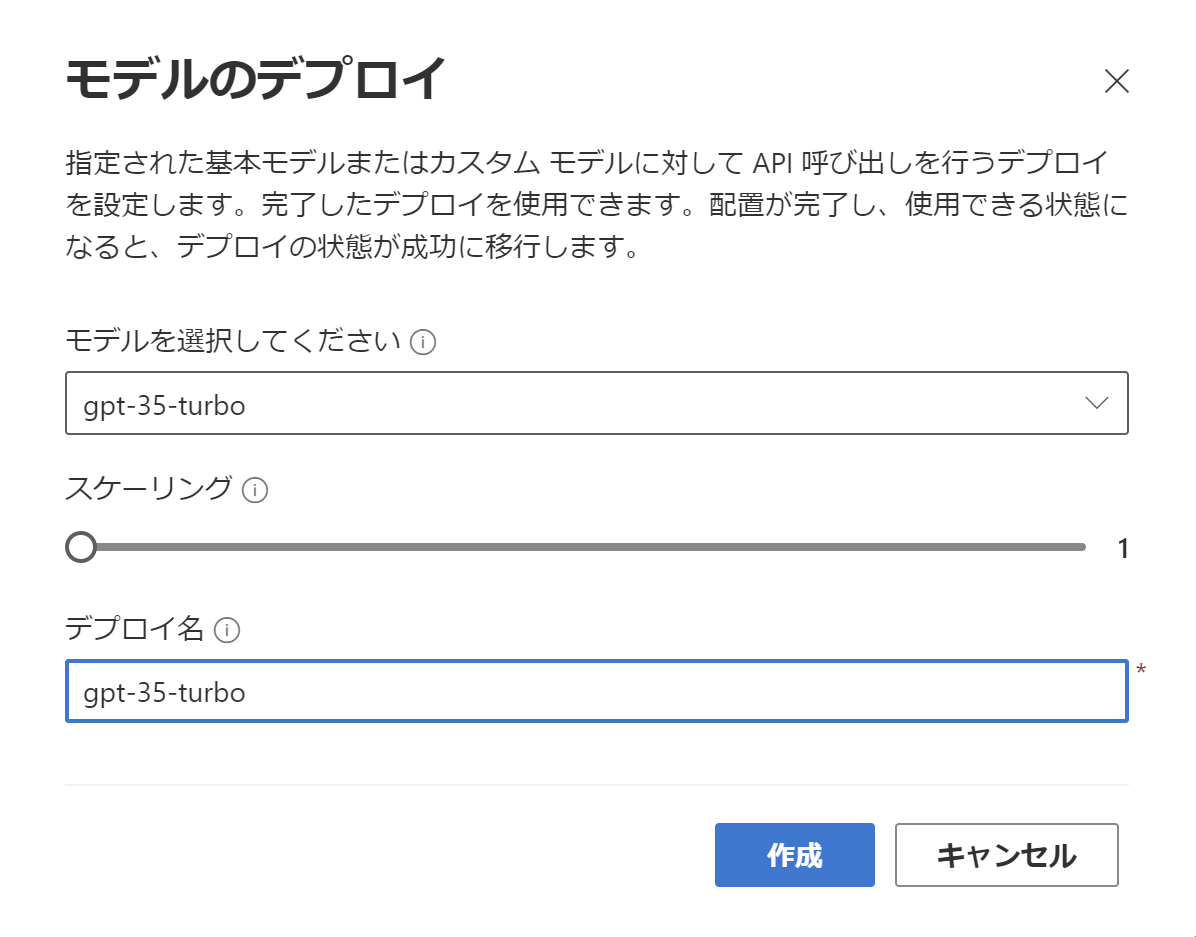 モデルのデプロイ
指定された基本モデルまたはカスタム モデルに対して API 呼び出しを行うデプロイ
を設定します。完了したデプロイを使用できます。配置が完了し、使用できる状態に
なると、デプロイの状態が成功に移行します。
モデルを選択してください
gpt-35-turbo
スケーリング
1
デプロイ名
*
gpt-35-turbo
作成 キャンセル